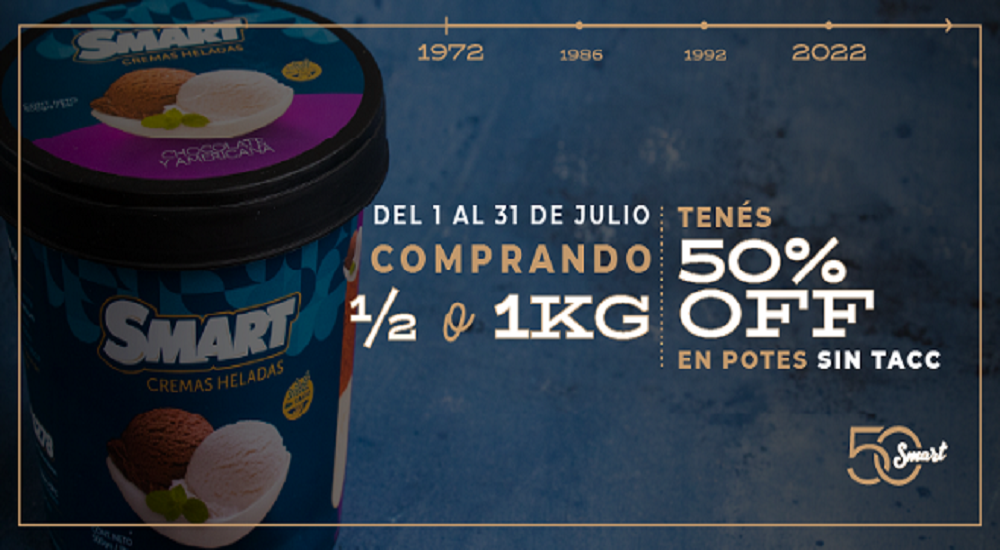 SMART
CREMAS HELADAS
CHOCOLATE
Y AMERICANA
1972
1986
1992
2022
DEL 1 AL 31 DE JULIO
COMPRANDO
½ o 1KG
TENÉS
50%
OFF
EN POTES SIN TACC
SMART
CREMAS HELADAS
50 Smart